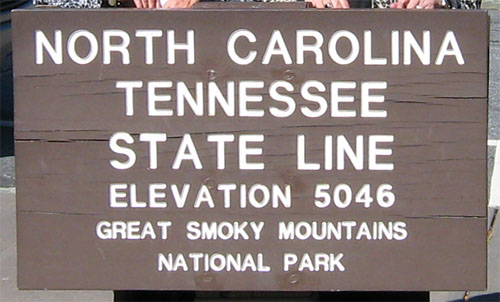 NORTH CAROLINA
TENNESSEE
STATE LINE
ELEVATION 5046
GREAT SMOKY MOUNTAINS
NATIONAL PARK